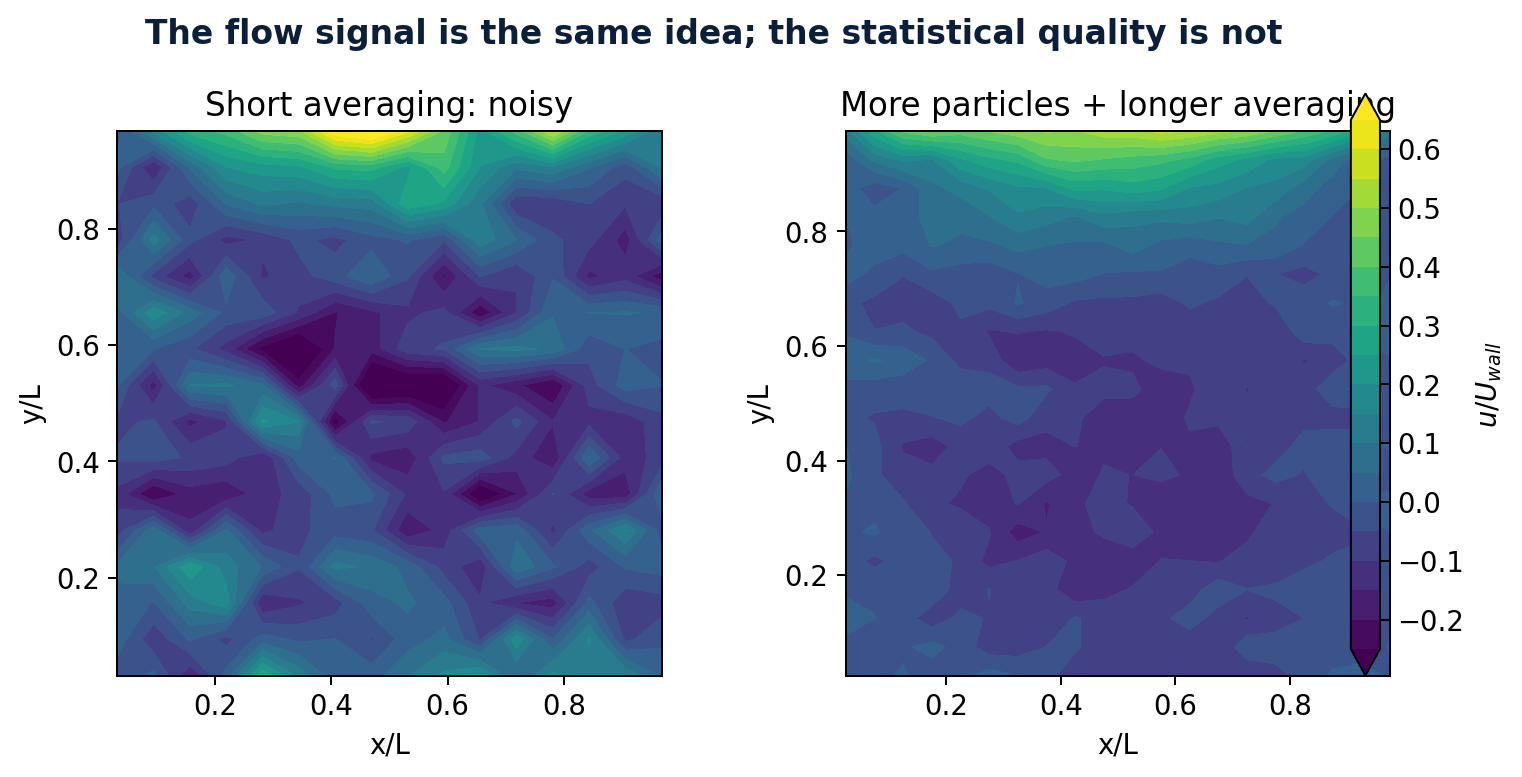 The flow signal is the same idea; the statistical quality is not
Short averaging: noisy
More particles + longer averaging
y/L
0.8
0.6
0.4
0.2
0.2 0.4 0.6 0.8
x/L
y/L
0.8
0.6
0.4
0.2
0.2 0.4 0.6 0.8
x/L
0.6
0.5
0.4
0.3
0.2
0.1
0.0
−0.1
−0.2
u/U_wall